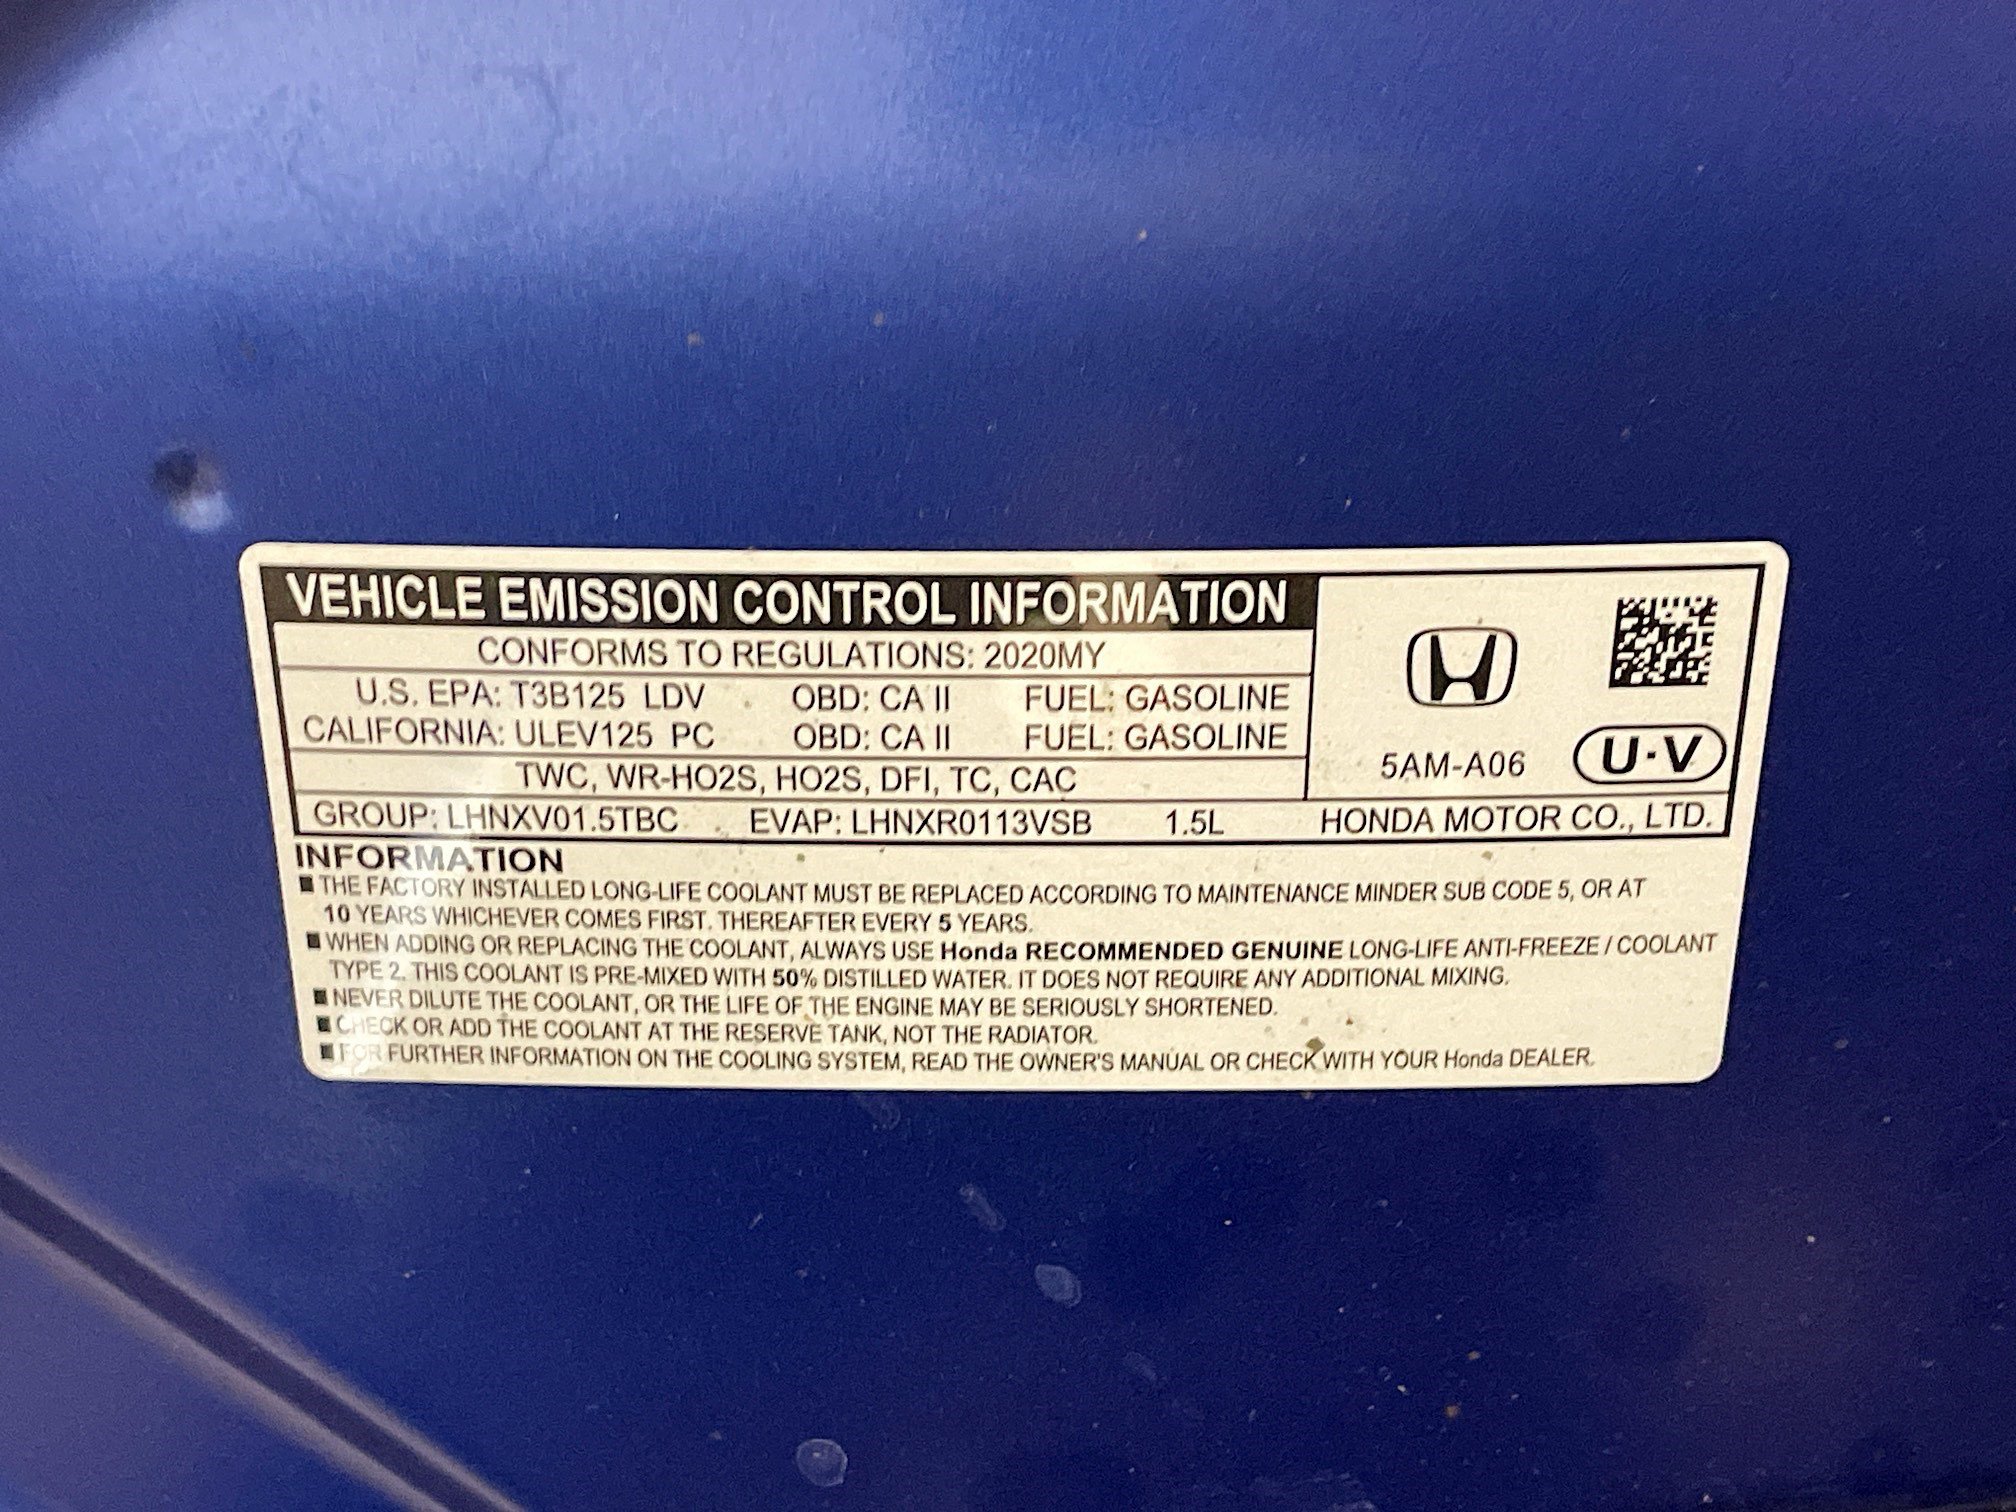 VEHICLE EMISSION CONTROL INFORMATION
CONFORMS TO REGULATIONS: 2020MY
U.S. EPA: T3B125 LDV OBD: CA II FUEL: GASOLINE
CALIFORNIA: ULEV125 PC OBD: CA II FUEL: GASOLINE
TWC, WR-HO2S, HO2S, DFI, TC, CAC
5AM-A06 U·V
GROUP: LHNXV01.5TBC EVAP: LHNXR0113VSB 1.5L HONDA MOTOR CO., LTD.
INFORMATION
■ THE FACTORY INSTALLED LONG-LIFE COOLANT MUST BE REPLACED ACCORDING TO MAINTENANCE MINDER SUB CODE 5, OR AT
10 YEARS WHICHEVER COMES FIRST. THEREAFTER EVERY 5 YEARS.
■ WHEN ADDING OR REPLACING THE COOLANT, ALWAYS USE Honda RECOMMENDED GENUINE LONG-LIFE ANTI-FREEZE / COOLANT
TYPE 2. THIS COOLANT IS PRE-MIXED WITH 50% DISTILLED WATER. IT DOES NOT REQUIRE ANY ADDITIONAL MIXING.
■ NEVER DILUTE THE COOLANT, OR THE LIFE OF THE ENGINE MAY BE SERIOUSLY SHORTENED.
■ CHECK OR ADD THE COOLANT AT THE RESERVE TANK, NOT THE RADIATOR.
■ FOR FURTHER INFORMATION ON THE COOLING SYSTEM, READ THE OWNER'S MANUAL OR CHECK WITH YOUR Honda DEALER.